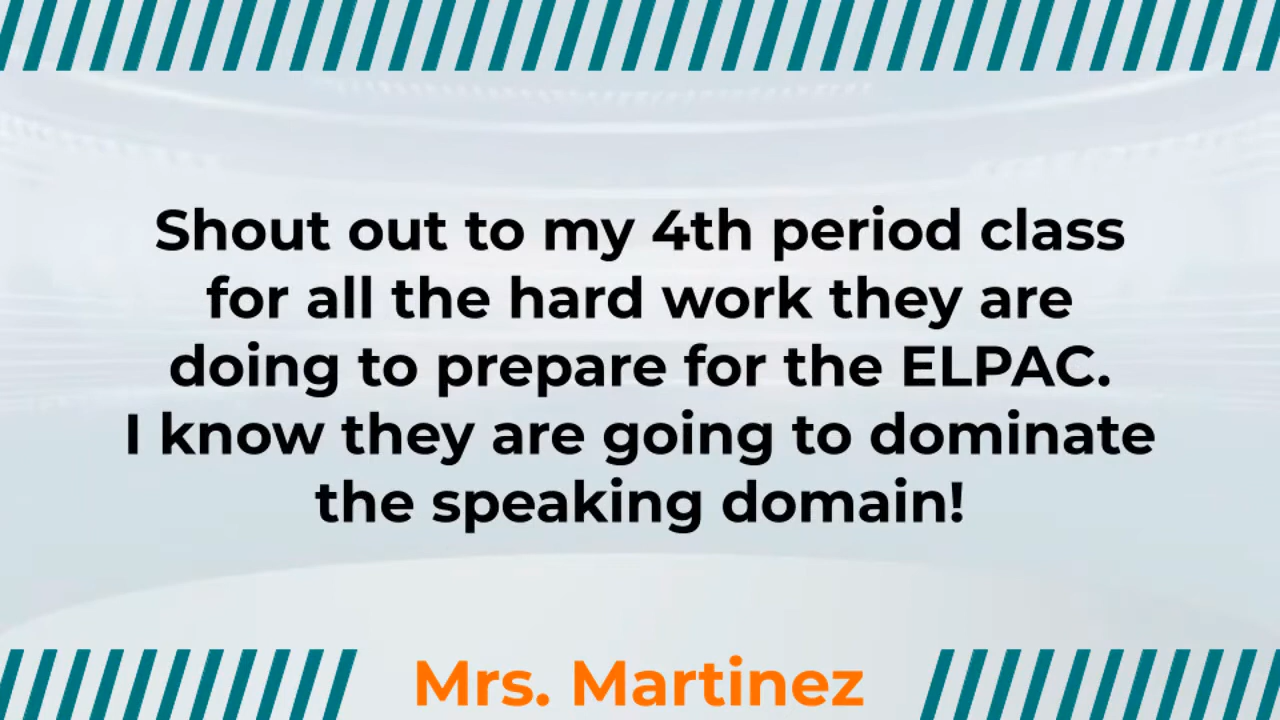 Shout out to my 4th period class
for all the hard work they are
doing to prepare for the ELPAC.
I know they are going to dominate
the speaking domain!
Mrs. Martinez